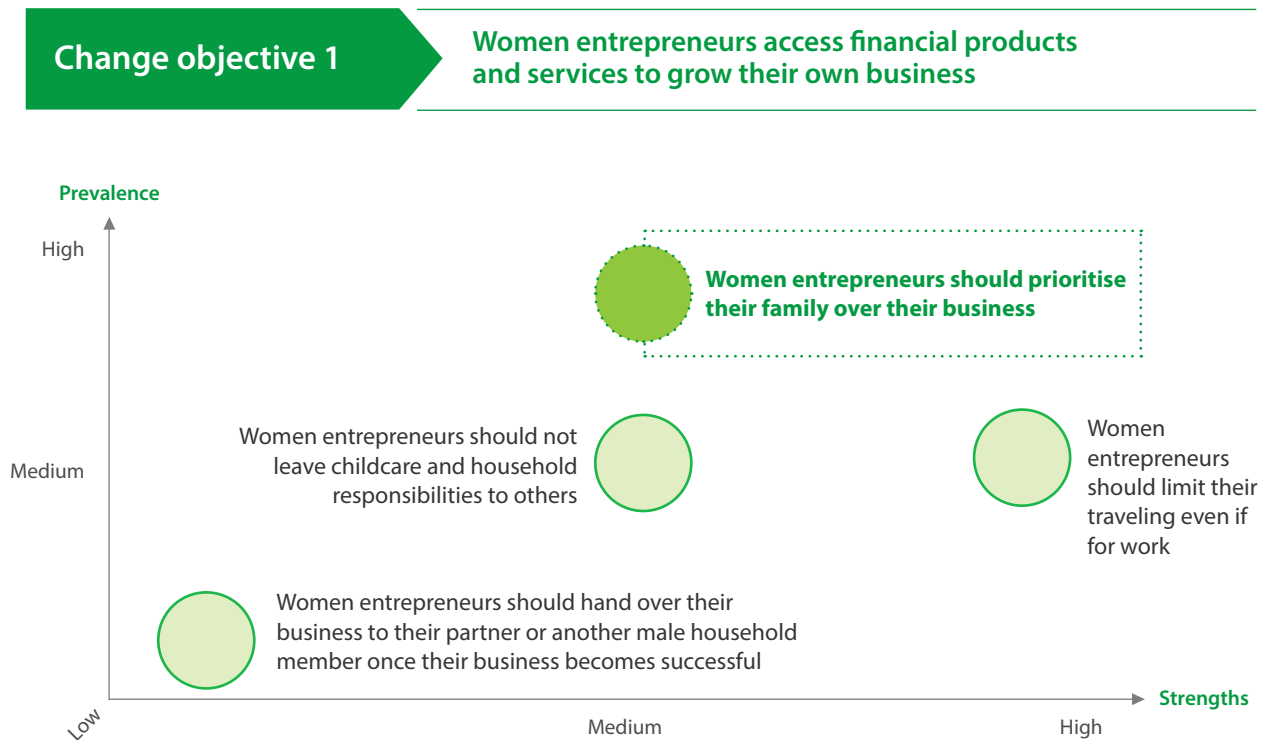 Change objective 1
Women entrepreneurs access financial products
and services to grow their own business
Prevalence
High
Women entrepreneurs should prioritise
their family over their business
Women entrepreneurs should not
leave childcare and household
responsibilities to others
Women
entrepreneurs
should limit their
traveling even if
for work
Medium
Women entrepreneurs should hand over their
business to their partner or another male household
member once their business becomes successful
Strengths
Low
Medium
High